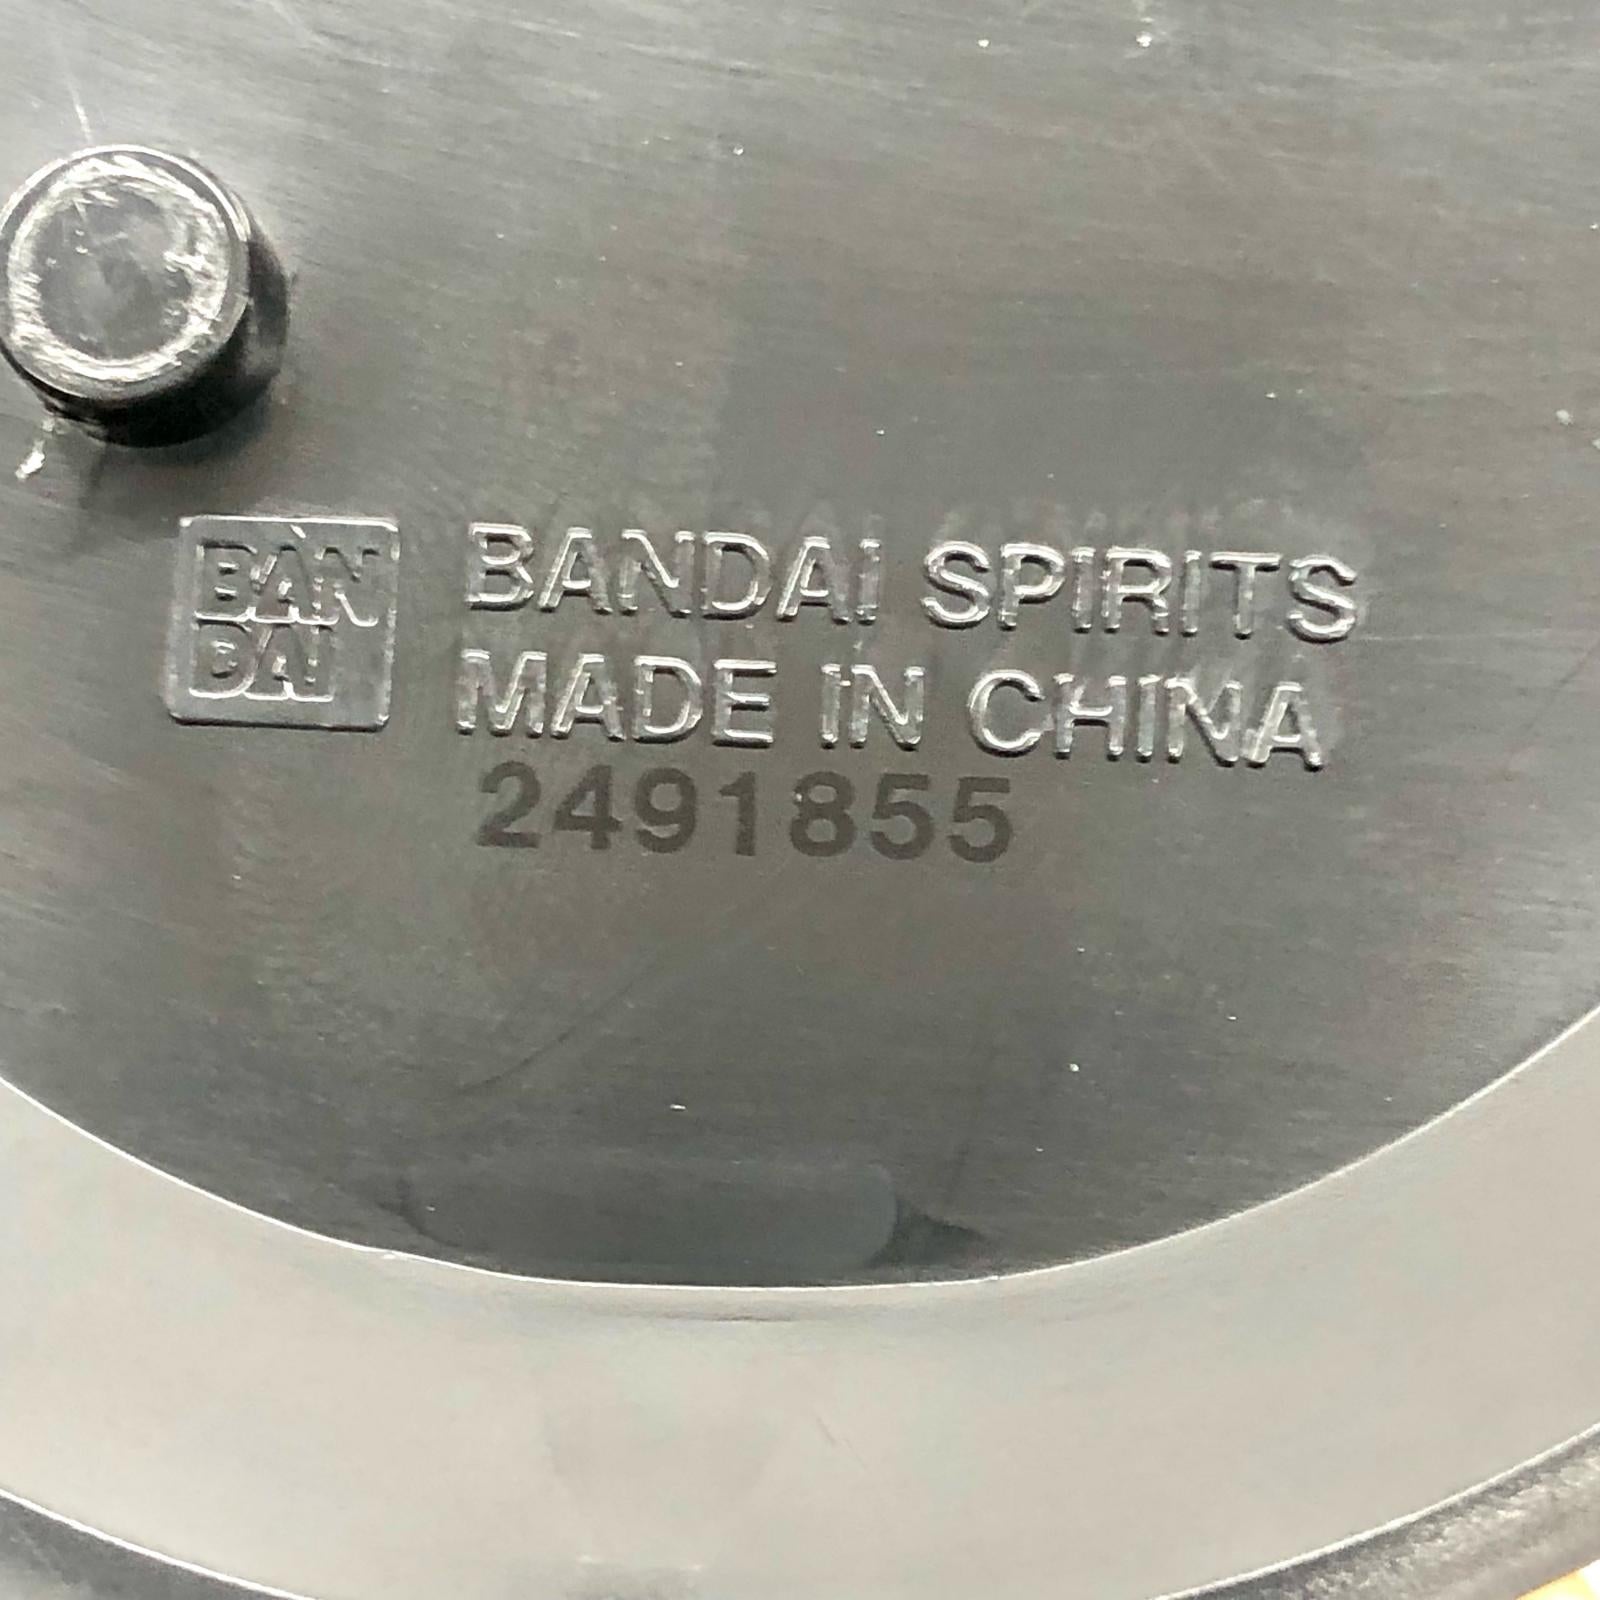 BAN
DAI
BANDAI SPIRITS
MADE IN CHINA
2491855